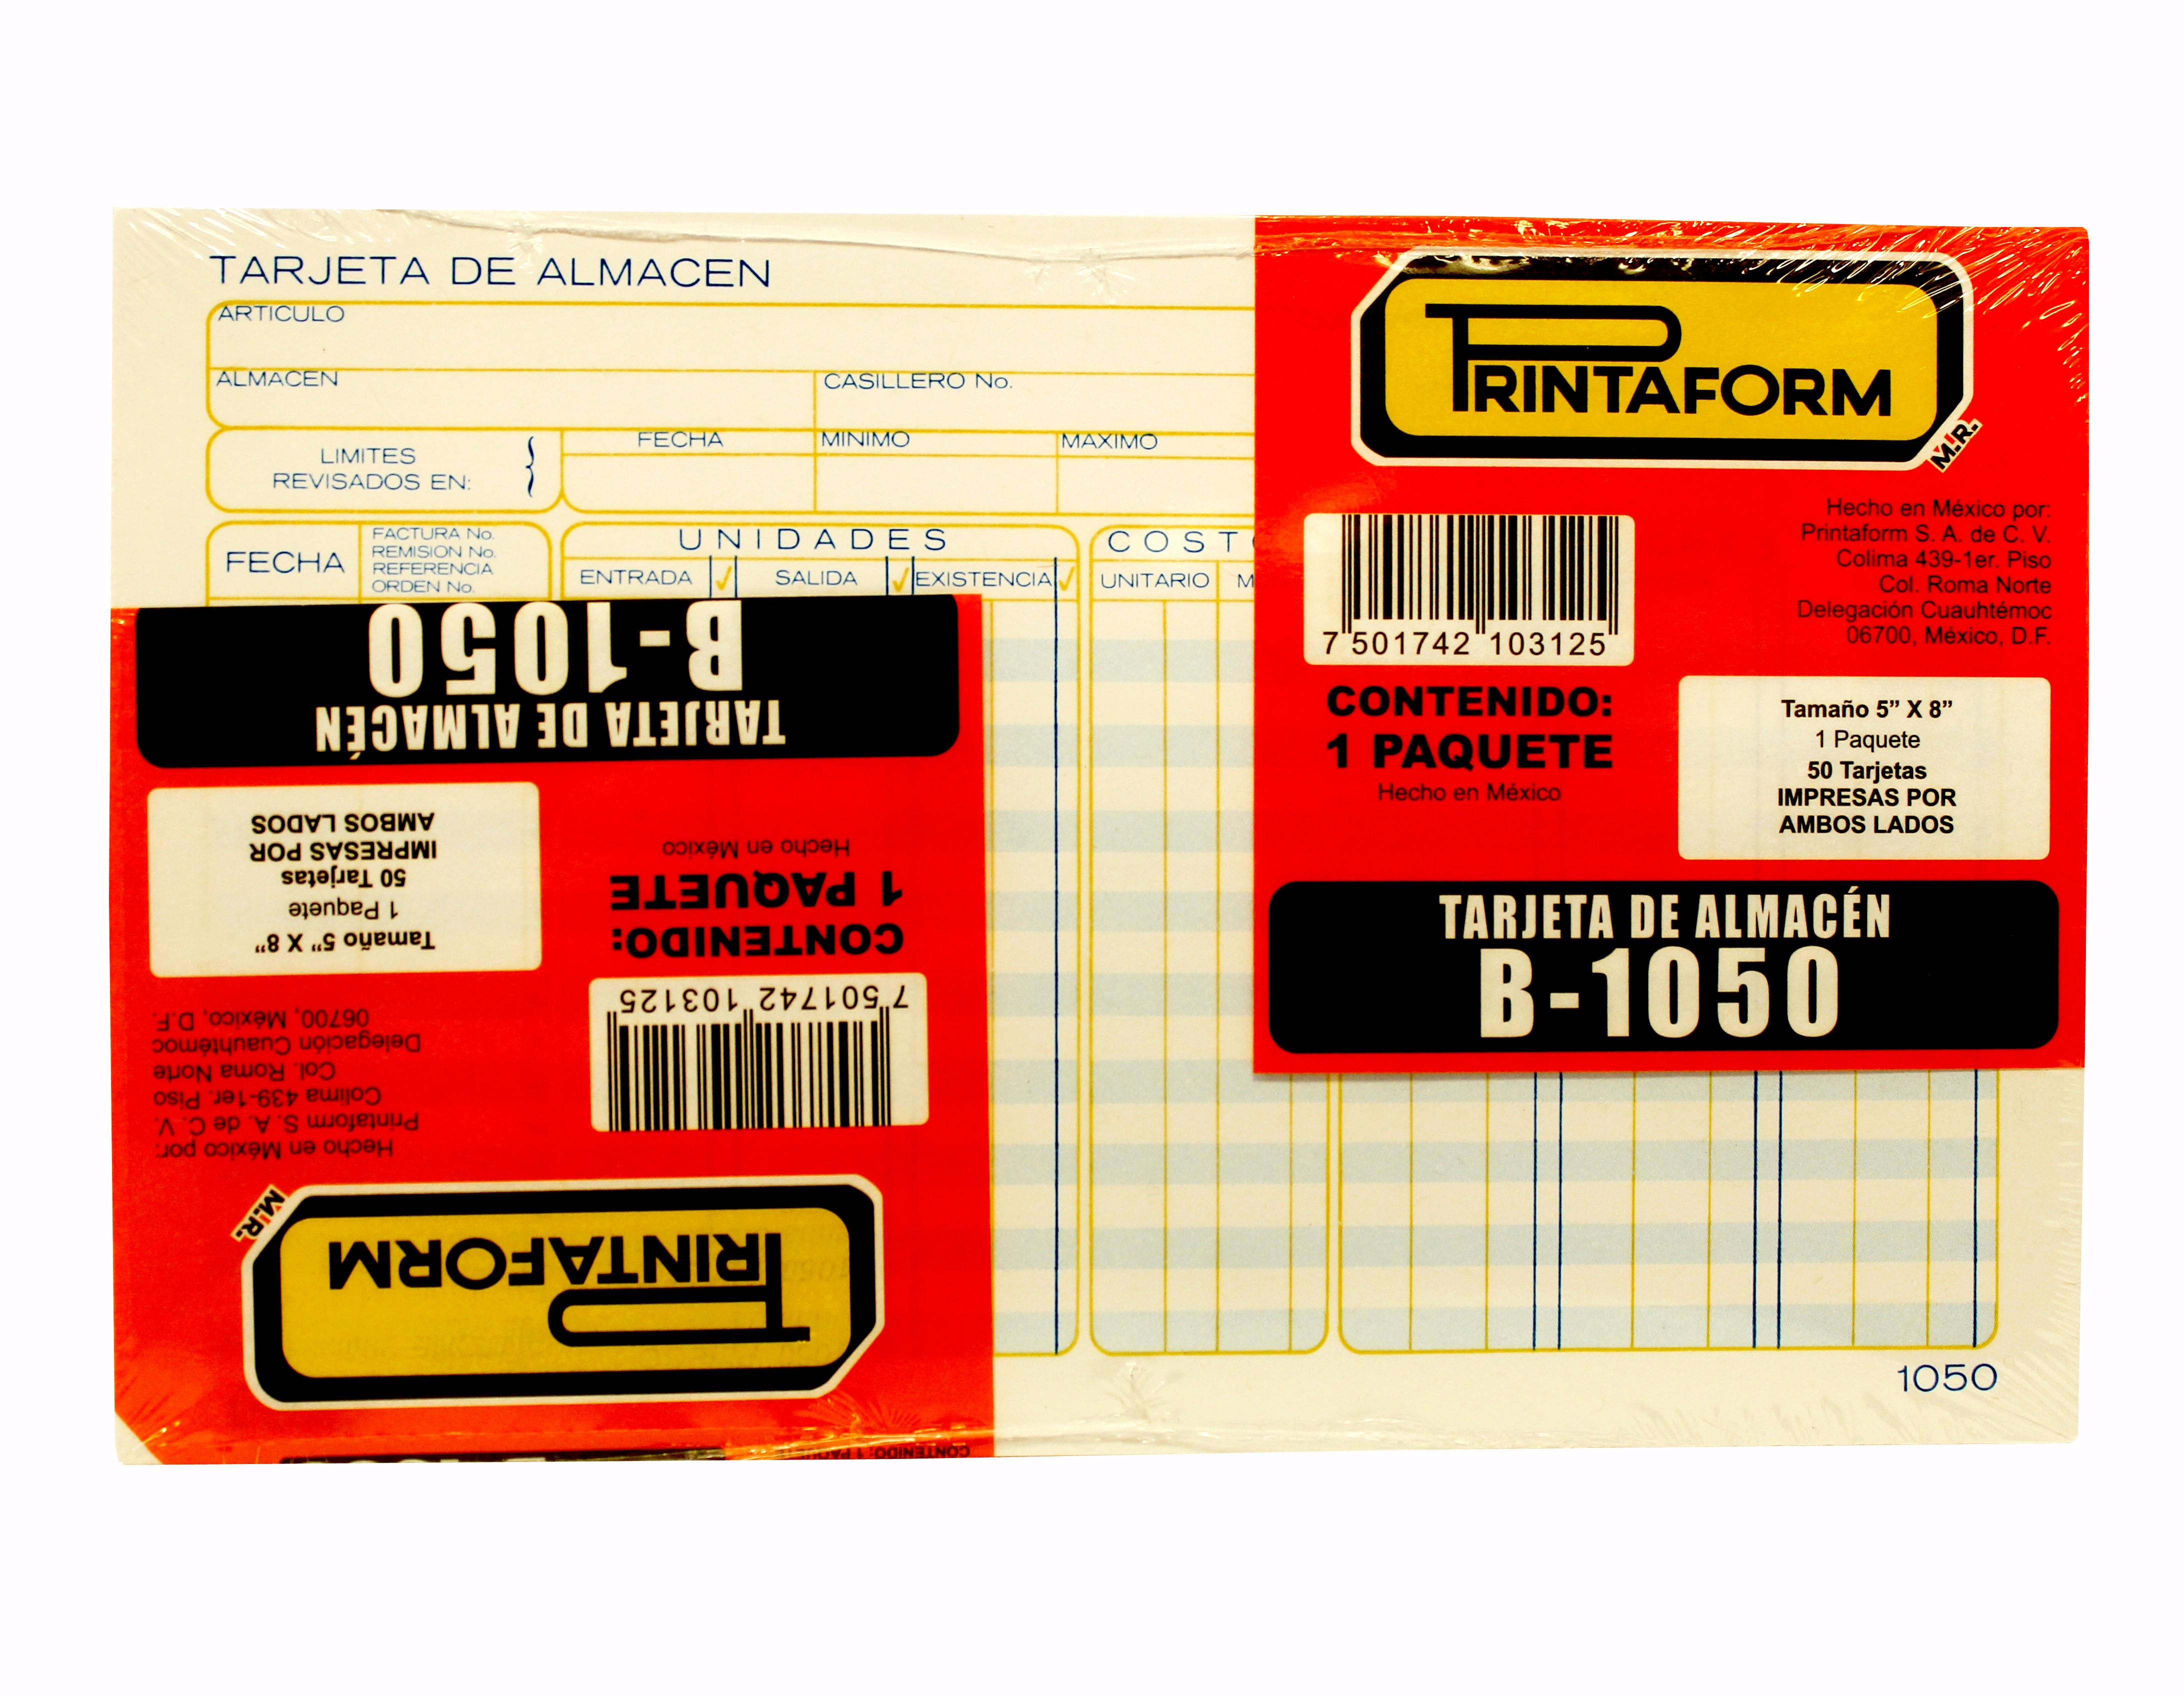 TARJETA DE ALMACEN
ARTICULO
ALMACEN
CASILLERO No.
LIMITES
REVISADOS EN:
FECHA
MINIMO
MAXIMO
FECHA
FACTURA No.
REMISION No.
REFERENCIA
ORDEN No.
UNIDADES
ENTRADA
SALIDA
EXISTENCIA
COST
UNITARIO
M
PRINTAFORM
M.R.
7 501742 103125
Hecho en México por:
Printaform S. A. de C. V.
Colima 439-1er. Piso
Col. Roma Norte
Delegación Cuauhtémoc
06700, México, D.F.
CONTENIDO:
1 PAQUETE
Hecho en México
Tamaño 5” X 8”
1 Paquete
50 Tarjetas
IMPRESAS POR
AMBOS LADOS
TARJETA DE ALMACÉN
B-1050
1050
PRINTAFORM
M.R.
Hecho en México por:
Printaform S. A. de C. V.
Colima 439-1er. Piso
Col. Roma Norte
Delegación Cuauhtémoc
06700, México, D.F.
7 501742 103125
CONTENIDO:
1 PAQUETE
Hecho en México
Tamaño 5” X 8”
1 Paquete
50 Tarjetas
IMPRESAS POR
AMBOS LADOS
TARJETA DE ALMACÉN
B-1050
CONTENIDO: 1 PAQUETE